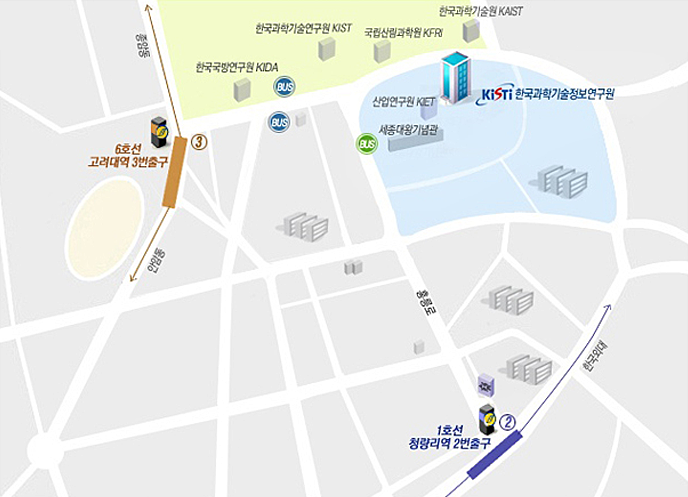 한국과학기술원 KAIST
한국과학기술연구원 KIST
국립산림과학원 KFRI
종암동
한국국방연구원 KIDA
BUS
KiSTi 한국과학기술정보연구원
산업연구원 KIET
BUS
세종대왕기념관
BUS
6호선
고려대역 3번출구
3
안암동
홍릉로
한국외대
1호선
청량리역 2번출구
2